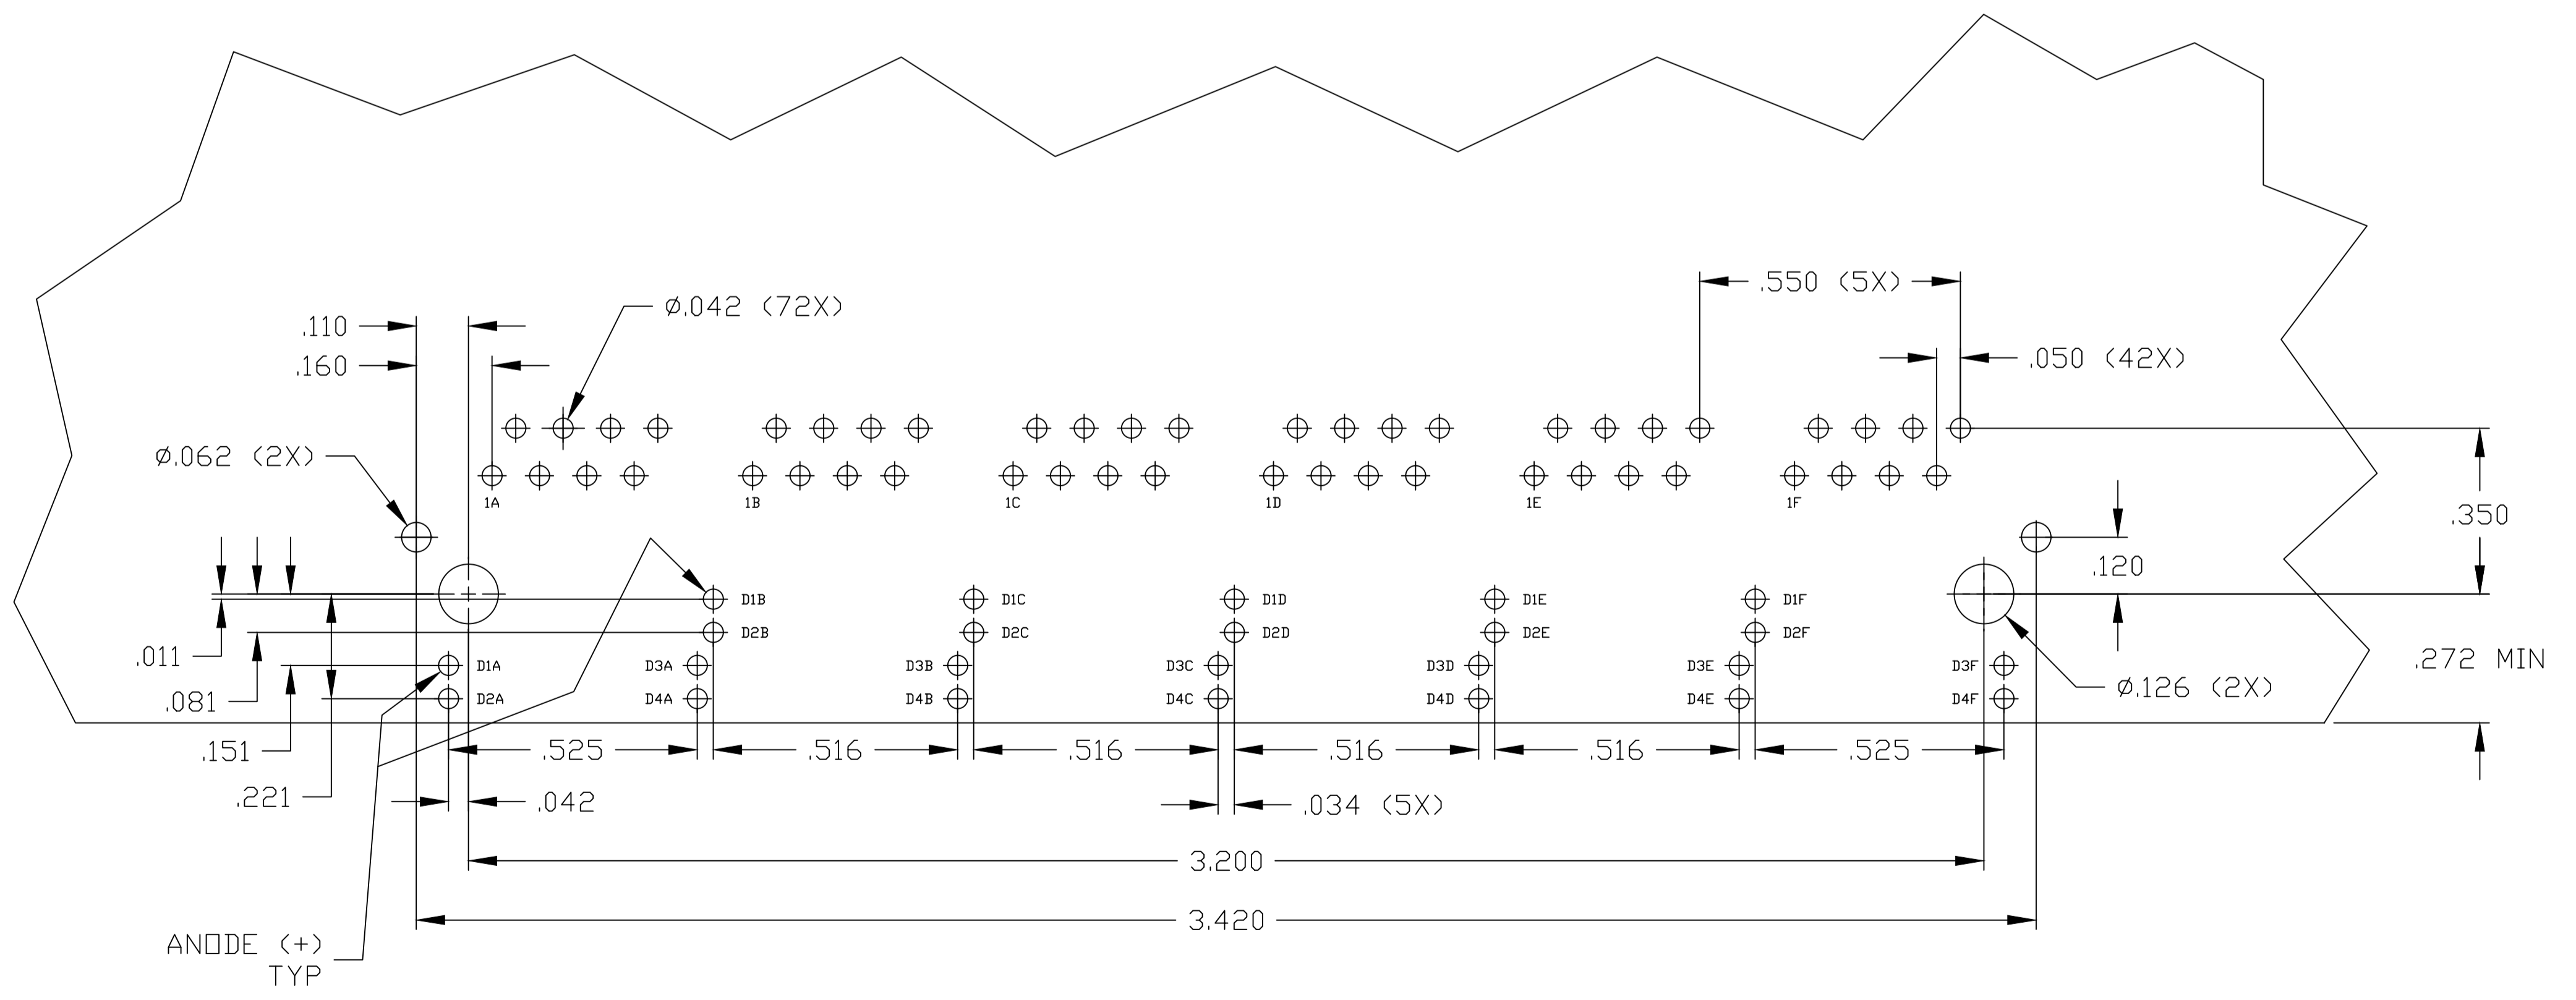 .550 (5X)
Ø.042 (72X)
.110
.160
.050 (42X)
Ø.062 (2X)
1A
1B
1C
1D
1E
1F
.350
.120
D1B
D1C
D1D
D1E
D1F
D2B
D2C
D2D
D2E
D2F
.011
D1A
D3A
D3B
D3C
D3D
D3E
D3F
.272 MIN
.081
D2A
D4A
D4B
D4C
D4D
D4E
D4F
Ø.126 (2X)
.151
.525
.516
.516
.516
.516
.525
.221
.042
.034 (5X)
3.200
3.420
ANODE (+)
TYP